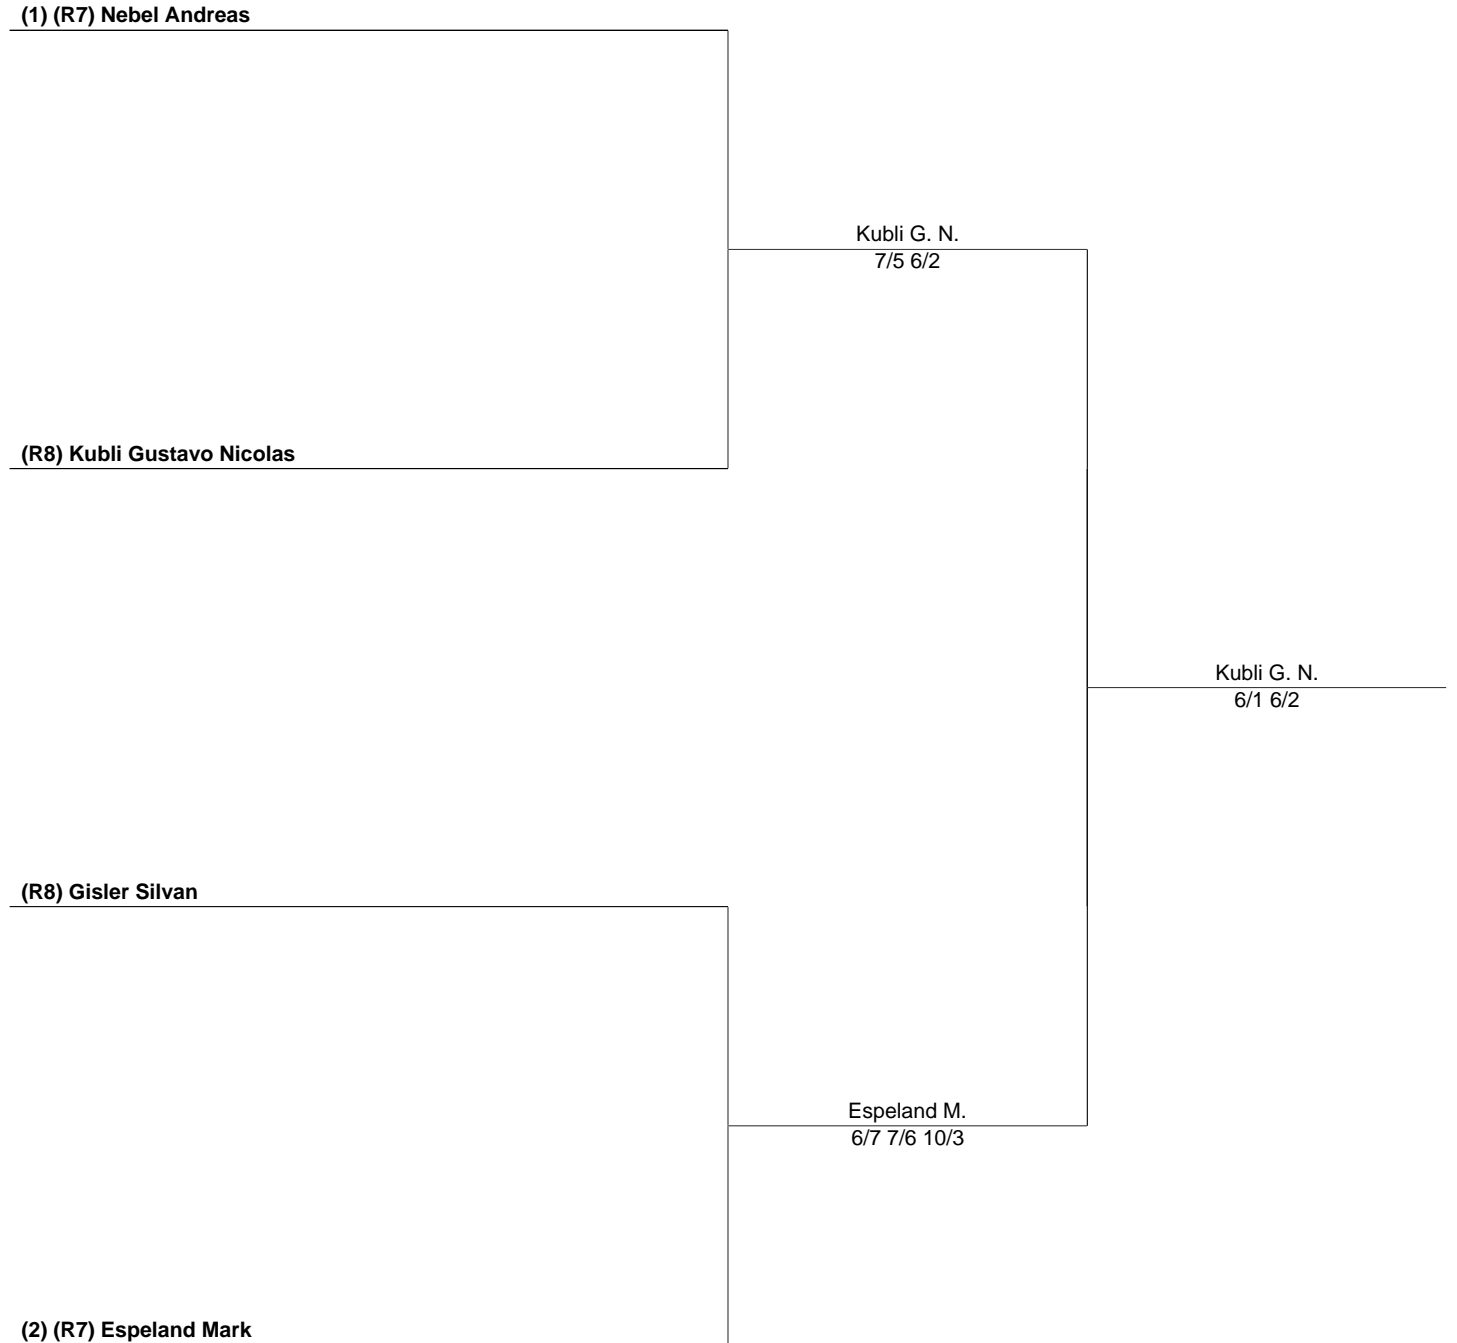 (1) (R7) Nebel Andreas
Kubli G. N.
7/5 6/2
(R8) Kubli Gustavo Nicolas
Kubli G. N.
6/1 6/2
(R8) Gisler Silvan
Espeland M.
6/7 7/6 10/3
(2) (R7) Espeland Mark